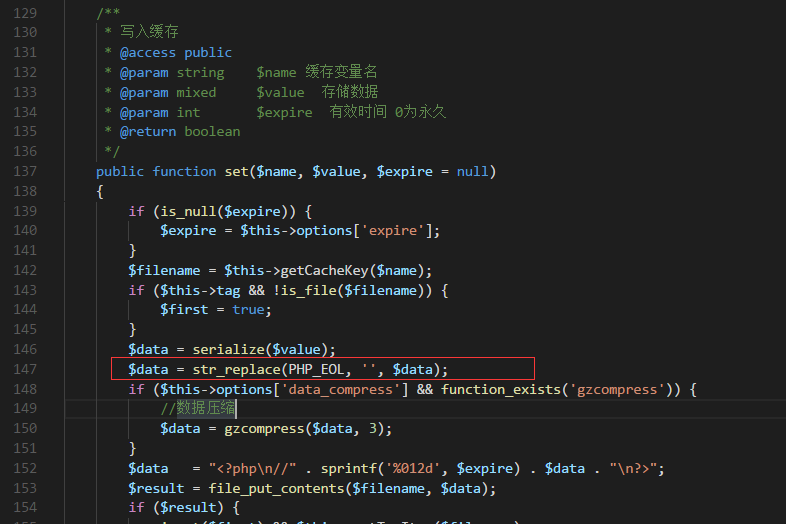 129 /**
130 * 写入缓存
131 * @access public
132 * @param string $name 缓存变量名
133 * @param mixed $value 存储数据
134 * @param int $expire 有效时间 0为永久
135 * @return boolean
136 */
137 public function set($name, $value, $expire = null)
138 {
139 if (is_null($expire)) {
140 $expire = $this->options['expire'];
141 }
142 $filename = $this->getCacheKey($name);
143 if ($this->tag && !is_file($filename)) {
144 $first = true;
145 }
146 $data = serialize($value);
147 $data = str_replace(PHP_EOL, '', $data);
148 if ($this->options['data_compress'] && function_exists('gzcompress')) {
149 //数据压缩
150 $data = gzcompress($data, 3);
151 }
152 $data = "<?php\n//" . sprintf('%012d', $expire) . $data . "\n?>";
153 $result = file_put_contents($filename, $data);
154 if ($result) {